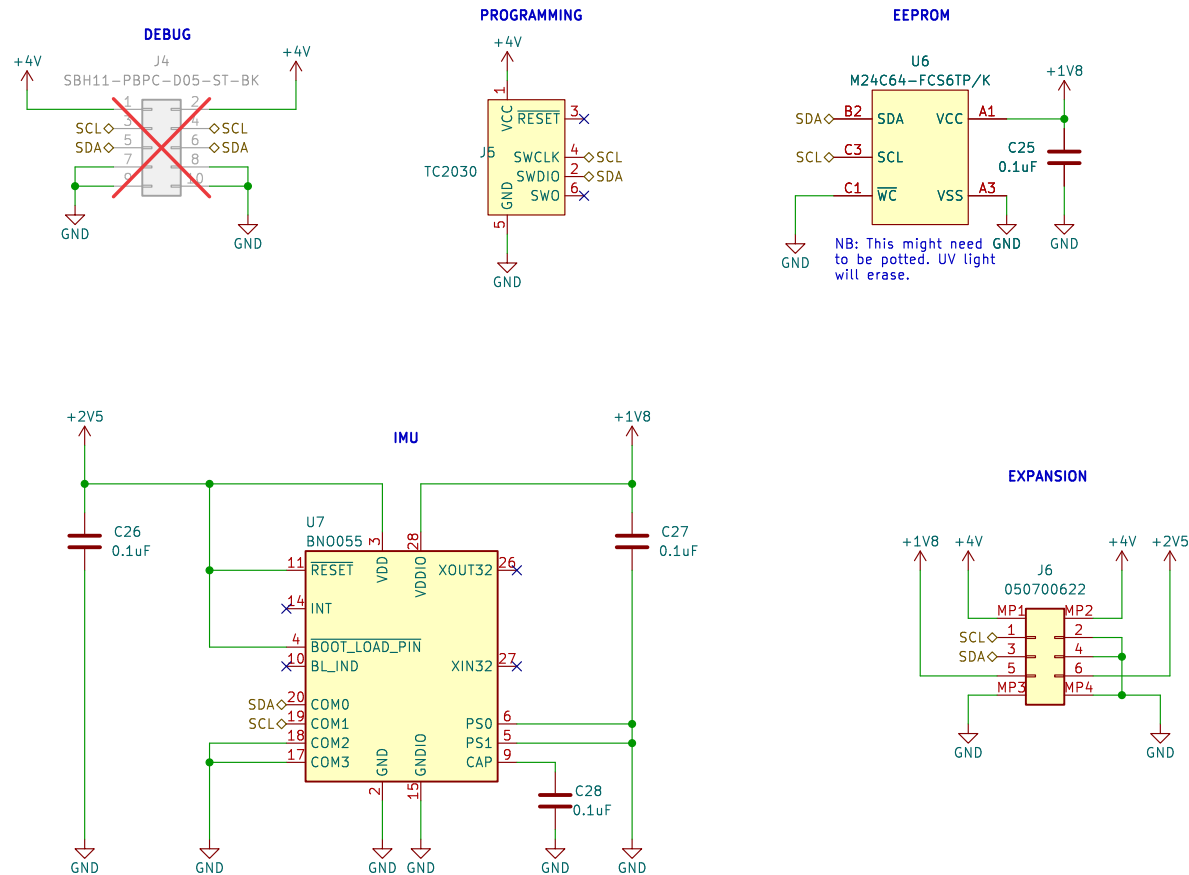 DEBUG
+4V
+4V
J4
SBH11-PBPC-D05-ST-BK
1 2
SCL 3 4 SCL
SDA 5 6 SDA
7 8
9 10
GND
GND
PROGRAMMING
+4V
1
VCC
RESET 3
J5
TC2030
SWCLK 4 SCL
SWDIO 2 SDA
SWO 6
GND
5
GND
EEPROM
U6
M24C64-FCS6TP/K
+1V8
SDA B2 SDA VCC A1
SCL C3 SCL
C25
0.1uF
C1 WC VSS A3
GND
GND
GND
NB: This might need
to be potted. UV light
will erase.
IMU
+2V5
+1V8
C26
0.1uF
C27
0.1uF
U7
BNO055
3
VDD
28
VDDIO
11 RESET XOUT32 26
14 INT
4 BOOT_LOAD_PIN
10 BL_IND XIN32 27
SDA 20 COM0
SCL 19 COM1 PS0 6
18 COM2 PS1 5
17 COM3 CAP 9
GND
2
GNDIO
15
C28
0.1uF
GND
GND
GND
GND
GND
GND
EXPANSION
+1V8
+4V
+4V
+2V5
J6
050700622
MP1 MP2
SCL 1 2
SDA 3 4
5 6
MP3 MP4
GND
GND